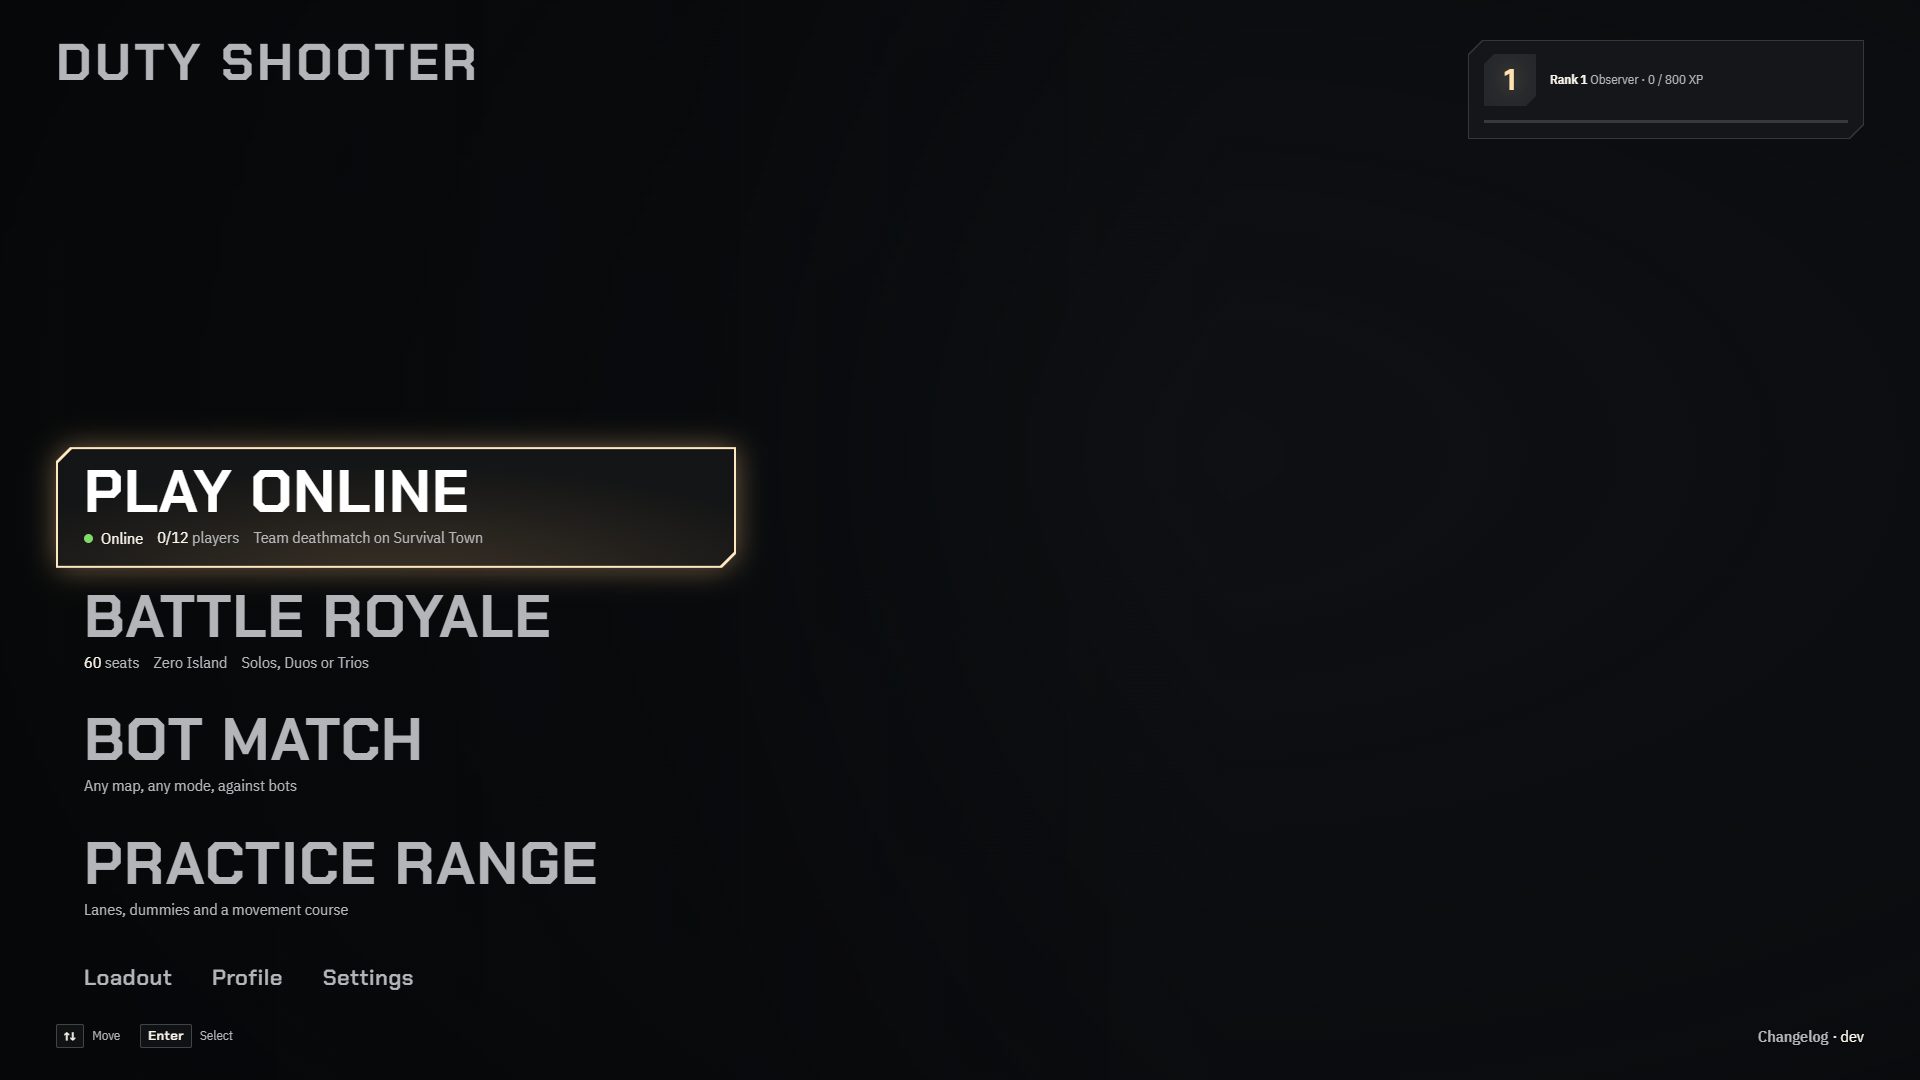 DUTY SHOOTER
1
Rank 1 Observer · 0 / 800 XP
PLAY ONLINE
Online 0/12 players Team deathmatch on Survival Town
BATTLE ROYALE
60 seats Zero Island Solos, Duos or Trios
BOT MATCH
Any map, any mode, against bots
PRACTICE RANGE
Lanes, dummies and a movement course
Loadout Profile Settings
↑↓ Move Enter Select
Changelog · dev